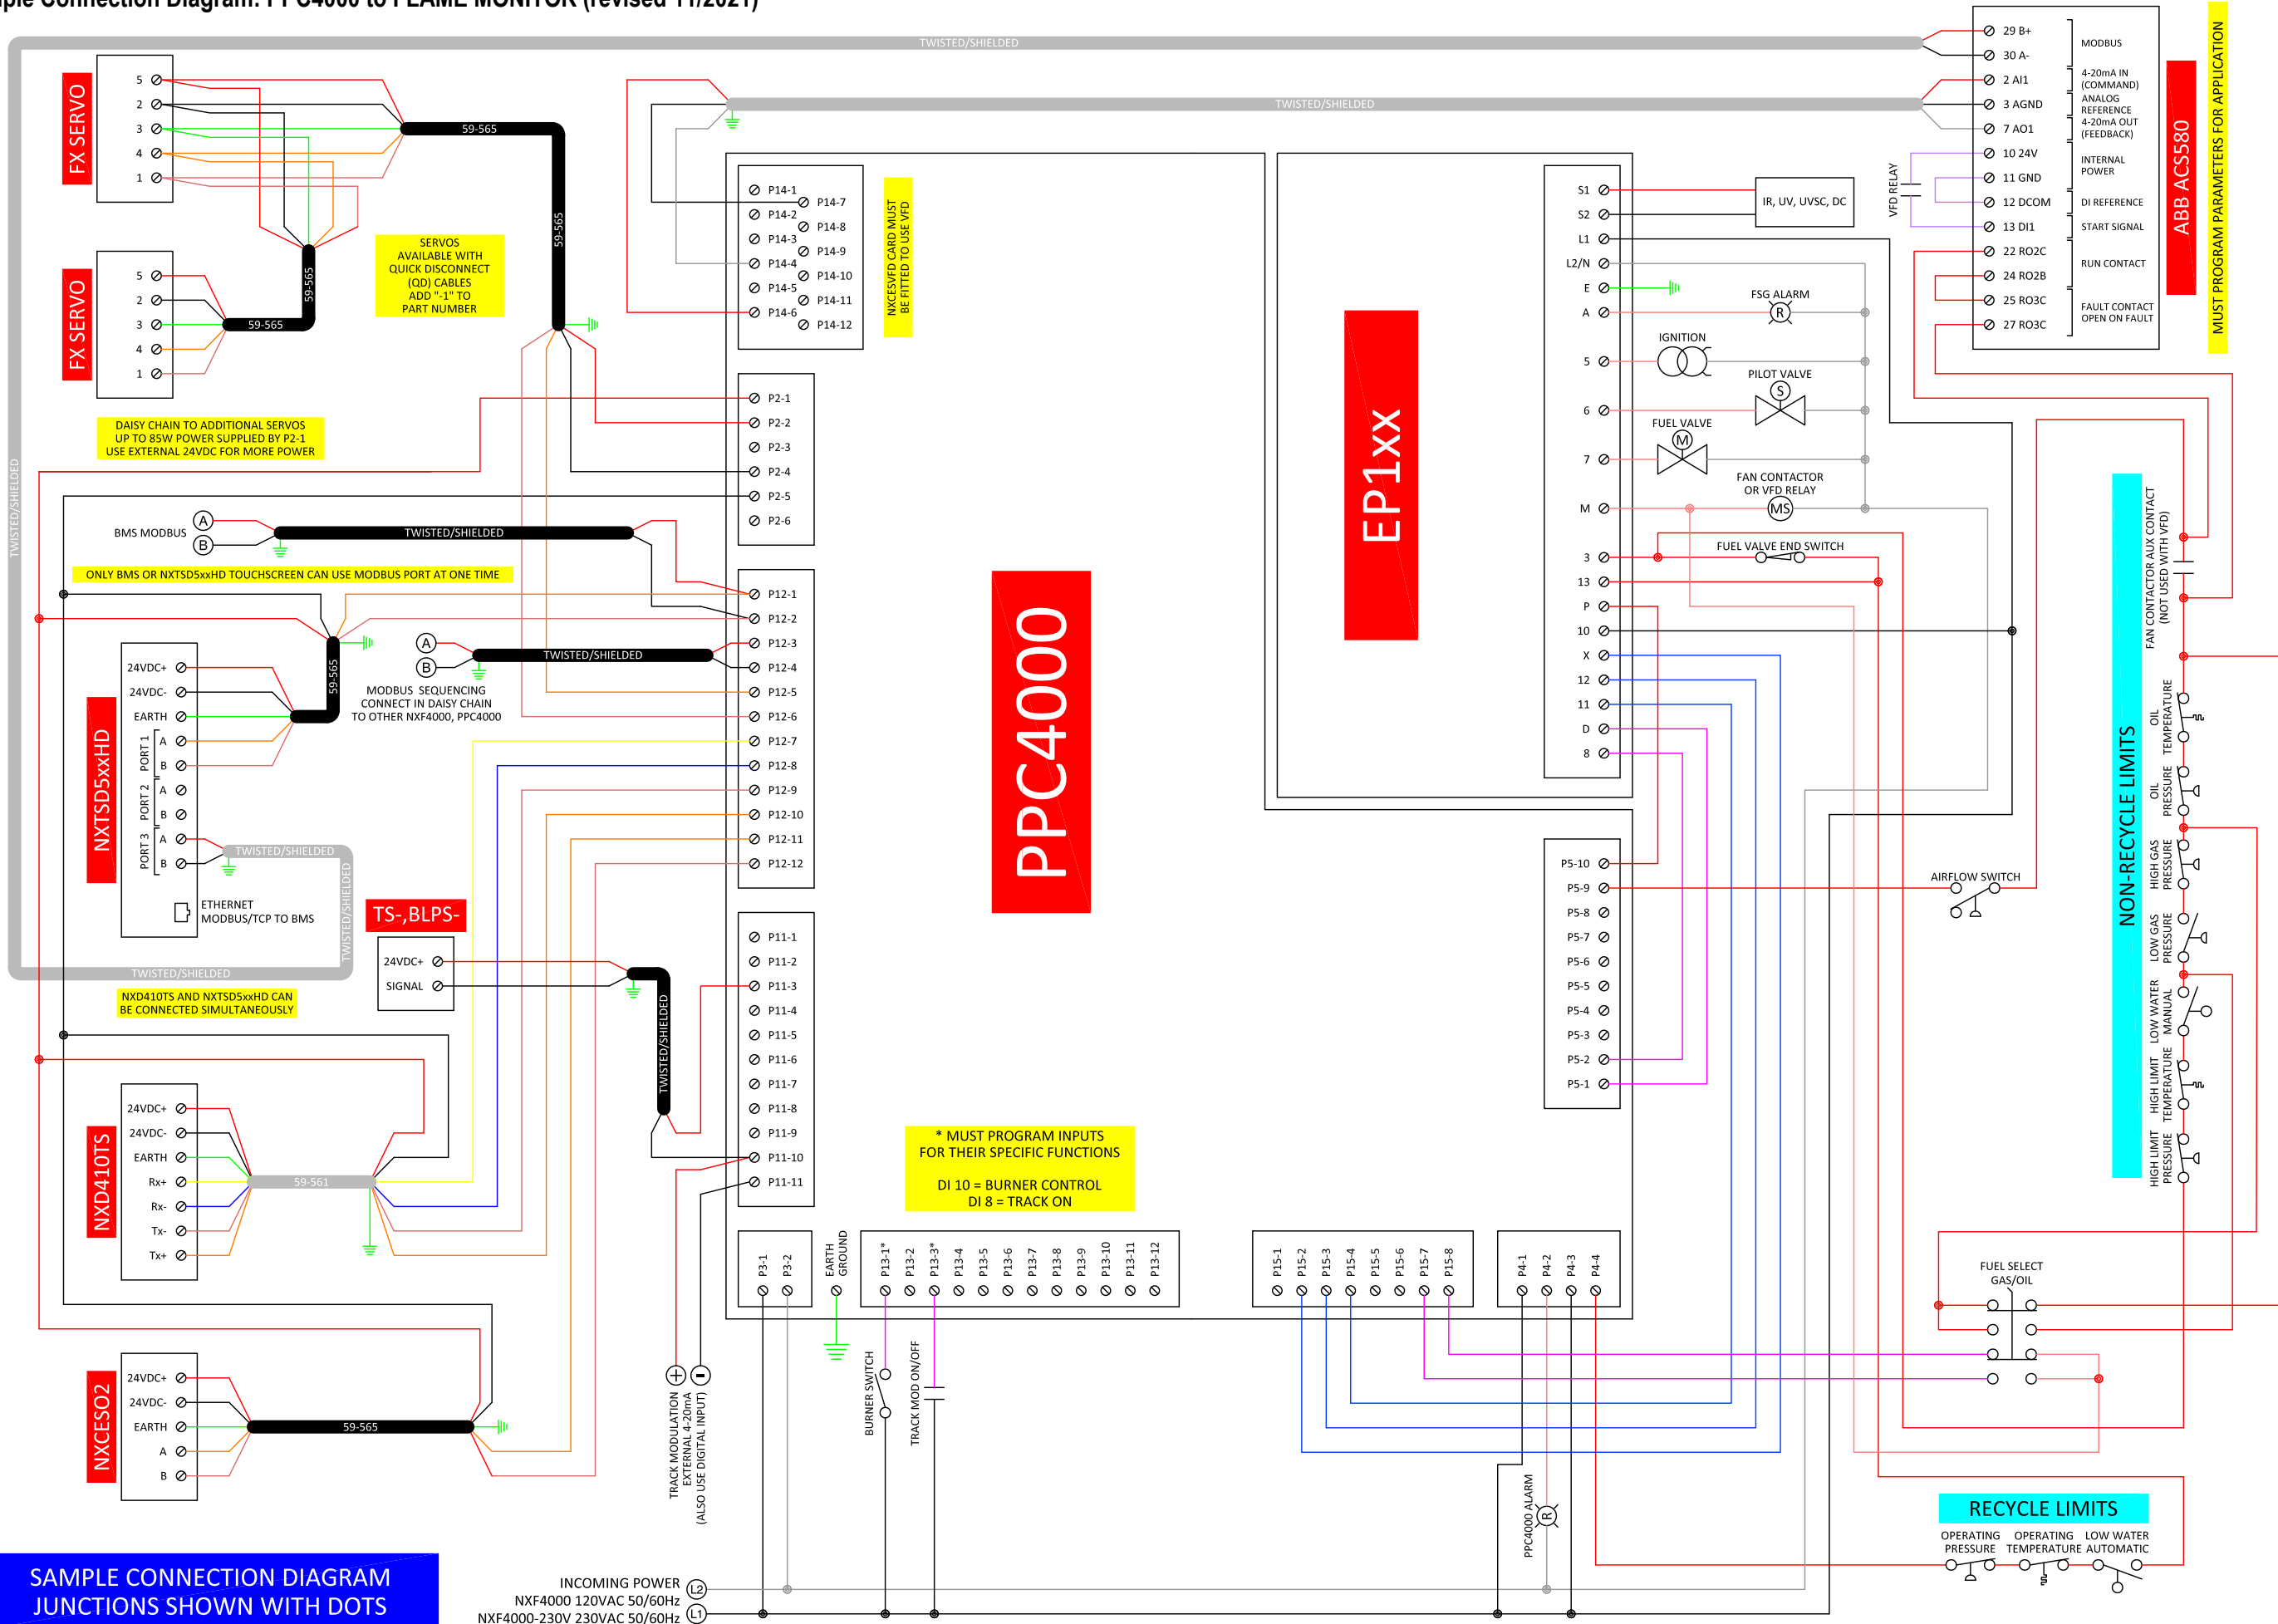 ple Connection Diagram: PPC4000 to FLAME MONITOR (revised 11/2021)
TWISTED/SHIELDED
TWISTED/SHIELDED
FX SERVO
5
2
3
4
1
59-565
59-565
59-565
FX SERVO
5
2
3
4
1
59-565
SERVOS
AVAILABLE WITH
QUICK DISCONNECT
(QD) CABLES
ADD "-1" TO
PART NUMBER
DAISY CHAIN TO ADDITIONAL SERVOS
UP TO 85W POWER SUPPLIED BY P2-1
USE EXTERNAL 24VDC FOR MORE POWER
TWISTED/SHIELDED
BMS MODBUS
A
B
TWISTED/SHIELDED
ONLY BMS OR NXTSD5xxHD TOUCHSCREEN CAN USE MODBUS PORT AT ONE TIME
A
B
TWISTED/SHIELDED
MODBUS SEQUENCING
CONNECT IN DAISY CHAIN
TO OTHER NXF4000, PPC4000
NXTSD5xxHD
24VDC+
24VDC-
EARTH
PORT 1
A
B
PORT 2
A
B
PORT 3
A
B
59-565
ETHERNET
MODBUS/TCP TO BMS
TWISTED/SHIELDED
TWISTED/SHIELDED
TWISTED/SHIELDED
NXD410TS AND NXTSD5xxHD CAN
BE CONNECTED SIMULTANEOUSLY
TS-,BLPS-
24VDC+
SIGNAL
TWISTED/SHIELDED
NXD410TS
24VDC+
24VDC-
EARTH
Rx+
Rx-
Tx-
Tx+
59-561
NXCESO2
24VDC+
24VDC-
EARTH
A
B
59-565
SAMPLE CONNECTION DIAGRAM
JUNCTIONS SHOWN WITH DOTS
P14-1
P14-2
P14-3
P14-4
P14-5
P14-6
P14-7
P14-8
P14-9
P14-10
P14-11
P14-12
NXCESVFD CARD MUST
BE FITTED TO USE VFD
P2-1
P2-2
P2-3
P2-4
P2-5
P2-6
P12-1
P12-2
P12-3
P12-4
P12-5
P12-6
P12-7
P12-8
P12-9
P12-10
P12-11
P12-12
P11-1
P11-2
P11-3
P11-4
P11-5
P11-6
P11-7
P11-8
P11-9
P11-10
P11-11
PPC4000
* MUST PROGRAM INPUTS
FOR THEIR SPECIFIC FUNCTIONS
DI 10 = BURNER CONTROL
DI 8 = TRACK ON
P3-1
P3-2
EARTH
GROUND
P13-1*
P13-2
P13-3*
P13-4
P13-5
P13-6
P13-7
P13-8
P13-9
P13-10
P13-11
P13-12
P15-1
P15-2
P15-3
P15-4
P15-5
P15-6
P15-7
P15-8
P4-1
P4-2
P4-3
P4-4
TRACK MODULATION
EXTERNAL 4-20mA
(ALSO USE DIGITAL INPUT)
BURNER SWITCH
TRACK MOD ON/OFF
PPC4000 ALARM
R
INCOMING POWER
NXF4000 120VAC 50/60Hz
NXF4000-230V 230VAC 50/60Hz
L2
L1
EP1xx
S1
S2
L1
L2/N
E
A
5
6
7
M
3
13
P
10
X
12
11
D
8
P5-10
P5-9
P5-8
P5-7
P5-6
P5-5
P5-4
P5-3
P5-2
P5-1
IR, UV, UVSC, DC
FSG ALARM
R
IGNITION
PILOT VALVE
S
FUEL VALVE
M
FAN CONTACTOR
OR VFD RELAY
MS
FUEL VALVE END SWITCH
AIRFLOW SWITCH
VFD RELAY
29 B+
30 A-
2 AI1
3 AGND
7 AO1
10 24V
11 GND
12 DCOM
13 DI1
22 RO2C
24 RO2B
25 RO3C
27 RO3C
MODBUS
4-20mA IN
(COMMAND)
ANALOG
REFERENCE
4-20mA OUT
(FEEDBACK)
INTERNAL
POWER
DI REFERENCE
START SIGNAL
RUN CONTACT
FAULT CONTACT
OPEN ON FAULT
ABB ACS580
MUST PROGRAM PARAMETERS FOR APPLICATION
FAN CONTACTOR AUX CONTACT
(NOT USED WITH VFD)
NON-RECYCLE LIMITS
OIL
TEMPERATURE
OIL
PRESSURE
HIGH GAS
PRESSURE
LOW GAS
PRESSURE
LOW WATER
MANUAL
HIGH LIMIT
TEMPERATURE
HIGH LIMIT
PRESSURE
FUEL SELECT
GAS/OIL
RECYCLE LIMITS
OPERATING
PRESSURE
OPERATING
TEMPERATURE
LOW WATER
AUTOMATIC